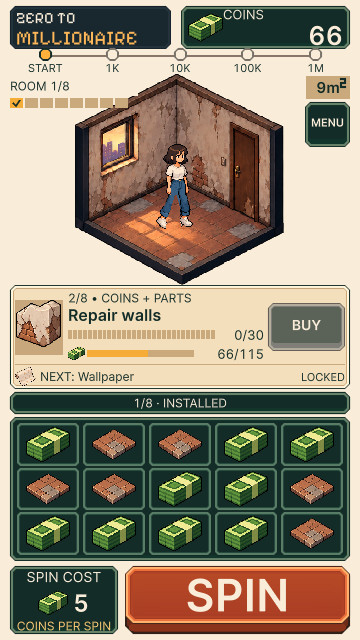 ZERO TO
MILLIONAIRE
COINS
66
START
1K
10K
100K
1M
ROOM 1/8
9m²
MENU
2/8 • COINS + PARTS
Repair walls
0/30
66/115
BUY
NEXT: Wallpaper
LOCKED
1/8 · INSTALLED
SPIN COST
5
COINS PER SPIN
SPIN